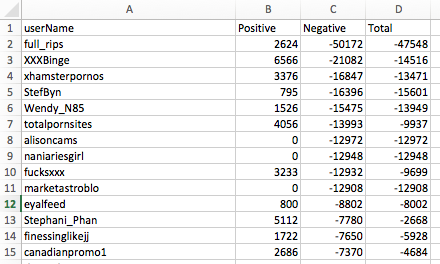 A B C D
1 userName Positive Negative Total
2 full_rips 2624 -50172 -47548
3 XXXBinge 6566 -21082 -14516
4 xhamsterpornos 3376 -16847 -13471
5 StefByn 795 -16396 -15601
6 Wendy_N85 1526 -15475 -13949
7 totalpornsites 4056 -13993 -9937
8 alisoncams 0 -12972 -12972
9 naniariesgirl 0 -12948 -12948
10 fucksxxx 3233 -12932 -9699
11 marketastroblo 0 -12908 -12908
12 eyalfeed 800 -8802 -8002
13 Stephani_Phan 5112 -7780 -2668
14 finessinglikejj 1722 -7650 -5928
15 canadianpromo1 2686 -7370 -4684